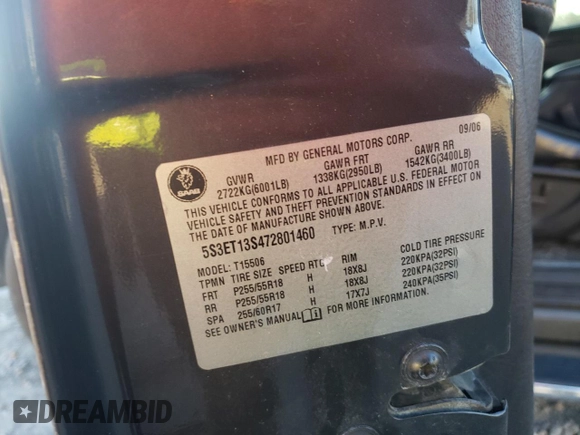 MFD BY GENERAL MOTORS CORP. 09/06
GVWR GAWR FRT GAWR RR
2722KG(6001LB) 1338KG(2950LB) 1542KG(3400LB)
THIS VEHICLE CONFORMS TO ALL APPLICABLE U.S. FEDERAL MOTOR
VEHICLE SAFETY AND THEFT PREVENTION STANDARDS IN EFFECT ON
THE DATE OF MANUFACTURE SHOWN ABOVE.
5S3ET13S472801460 TYPE: M.P.V.
MODEL: T15506
TPMN TIRE SIZE SPEED RTG RIM COLD TIRE PRESSURE
FRT P255/55R18 H 18X8J 220KPA(32PSI)
RR P255/55R18 H 18X8J 220KPA(32PSI)
SPA 255/60R17 H 17X7J 240KPA(35PSI)
SEE OWNER'S MANUAL FOR MORE INFORMATION.
SAAB
DREAMBID